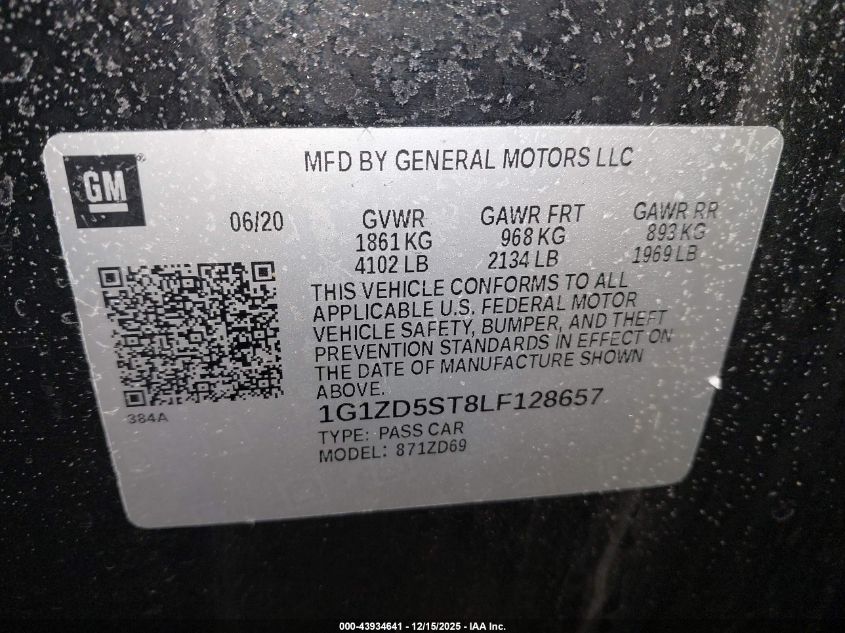 MFD BY GENERAL MOTORS LLC
GM
06/20
GVWR
1861 KG
4102 LB
GAWR FRT
968 KG
2134 LB
GAWR RR
893 KG
1969 LB
THIS VEHICLE CONFORMS TO ALL
APPLICABLE U.S. FEDERAL MOTOR
VEHICLE SAFETY, BUMPER, AND THEFT
PREVENTION STANDARDS IN EFFECT ON
THE DATE OF MANUFACTURE SHOWN
ABOVE.
1G1ZD5ST8LF128657
TYPE: PASS CAR
MODEL: 871ZD69
384A
000-43934641 - 12/15/2025 - IAA Inc.